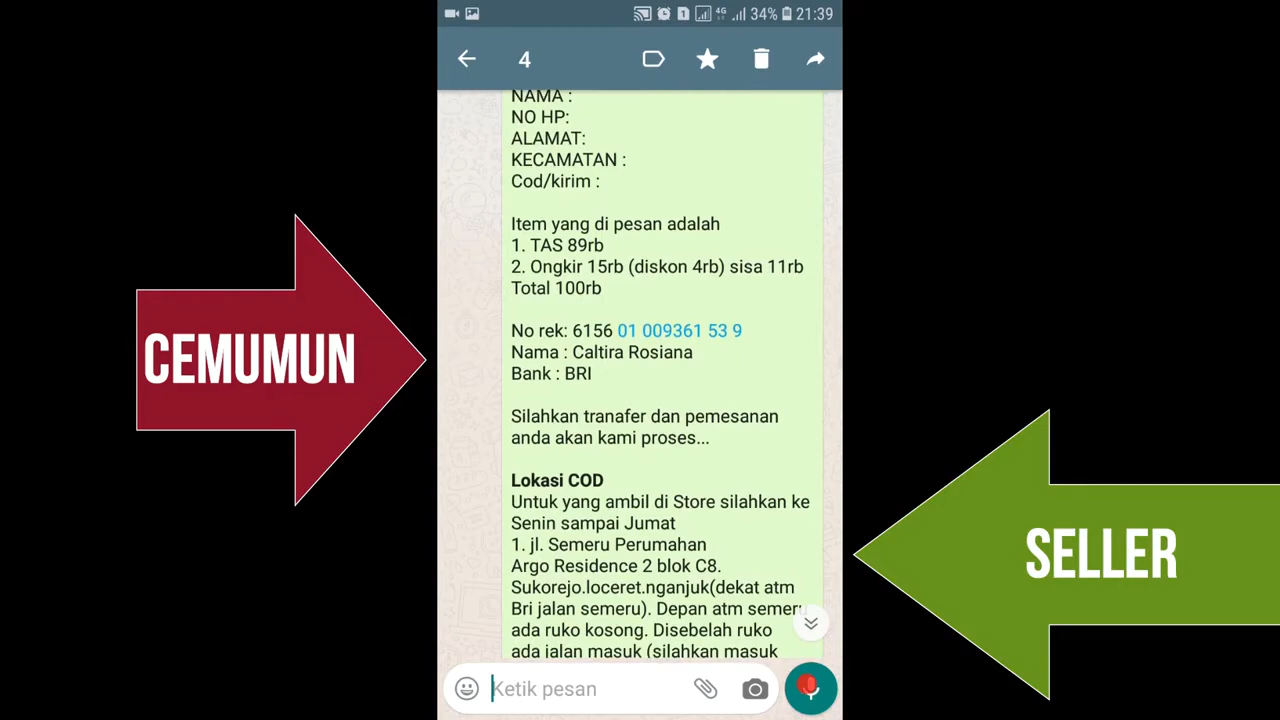 4G 34% 21:39
4
NAMA :
NO HP:
ALAMAT:
KECAMATAN :
Cod/kirim :
Item yang di pesan adalah
1. TAS 89rb
2. Ongkir 15rb (diskon 4rb) sisa 11rb
Total 100rb
No rek: 6156 01 009361 53 9
Nama : Caltira Rosiana
Bank : BRI
Silahkan tranafer dan pemesanan
anda akan kami proses...
Lokasi COD
Untuk yang ambil di Store silahkan ke
Senin sampai Jumat
1. jl. Semeru Perumahan
Argo Residence 2 blok C8.
Sukorejo.loceret.nganjuk(dekat atm
Bri jalan semeru). Depan atm semeru
ada ruko kosong. Disebelah ruko
ada jalan masuk (silahkan masuk
Ketik pesan
CEMUMUN
SELLER